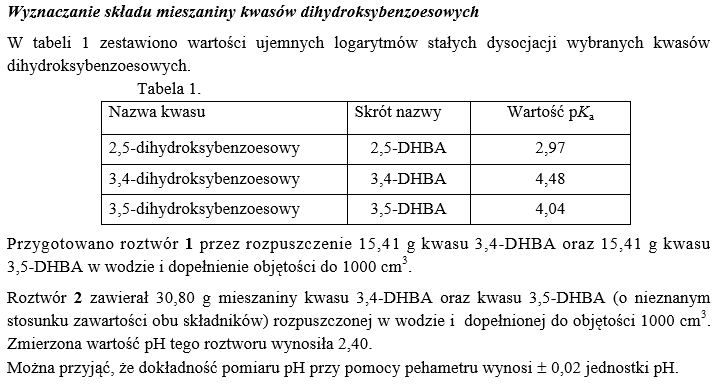 Wyznaczanie składu mieszaniny kwasów dihydroksybenzoesowych
W tabeli 1 zestawiono wartości ujemnych logarytmów stałych dysocjacji wybranych kwasów
dihydroksybenzoesowych.
Tabela 1.
Nazwa kwasu Skrót nazwy Wartość pKa
2,5-dihydroksybenzoesowy 2,5-DHBA 2,97
3,4-dihydroksybenzoesowy 3,4-DHBA 4,48
3,5-dihydroksybenzoesowy 3,5-DHBA 4,04
Przygotowano roztwór 1 przez rozpuszczenie 15,41 g kwasu 3,4-DHBA oraz 15,41 g kwasu
3,5-DHBA w wodzie i dopełnienie objętości do 1000 cm³.
Roztwór 2 zawierał 30,80 g mieszaniny kwasu 3,4-DHBA oraz kwasu 3,5-DHBA (o nieznanym
stosunku zawartości obu składników) rozpuszczonej w wodzie i dopełnionej do objętości 1000 cm³.
Zmierzona wartość pH tego roztworu wynosiła 2,40.
Można przyjąć, że dokładność pomiaru pH przy pomocy pehametru wynosi ± 0,02 jednostki pH.